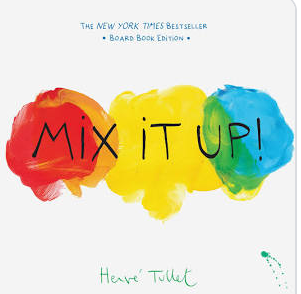 THE NEW YORK TIMES BESTSELLER
• BOARD BOOK EDITION •
MiX iT UP!
Hervé Tullet